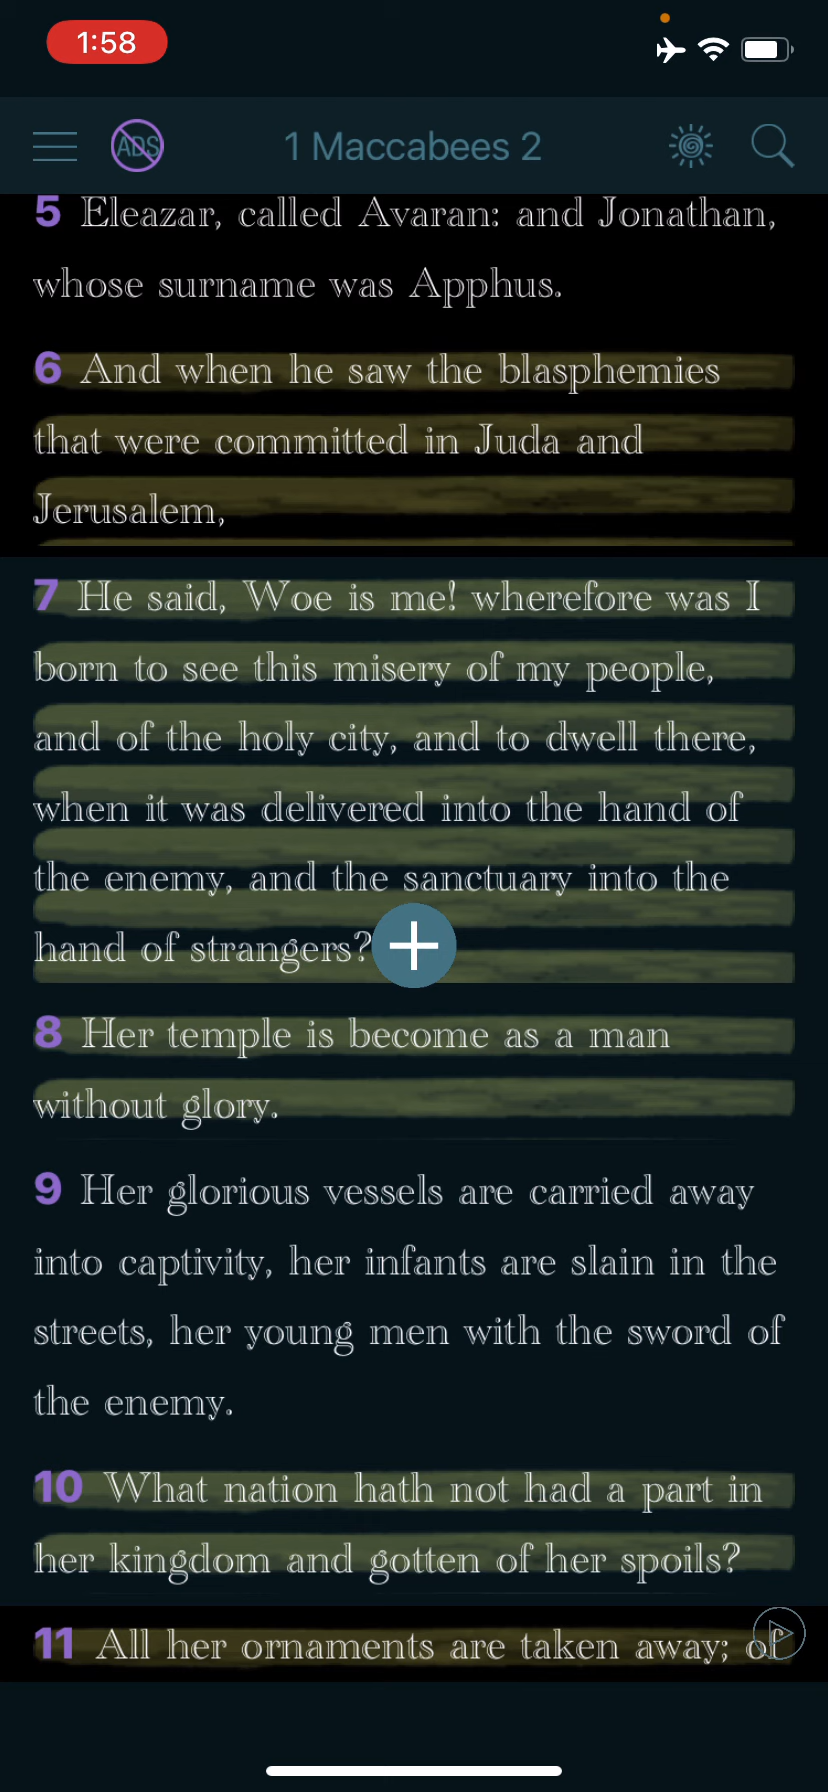 1:58
ADS
1 Maccabees 2
5 Eleazar, called Avaran: and Jonathan,
whose surname was Apphus.
6 And when he saw the blasphemies
that were committed in Juda and
Jerusalem,
7 He said, Woe is me! wherefore was I
born to see this misery of my people,
and of the holy city, and to dwell there,
when it was delivered into the hand of
the enemy, and the sanctuary into the
hand of strangers?
8 Her temple is become as a man
without glory.
9 Her glorious vessels are carried away
into captivity, her infants are slain in the
streets, her young men with the sword of
the enemy.
10 What nation hath not had a part in
her kingdom and gotten of her spoils?
11 All her ornaments are taken away; of